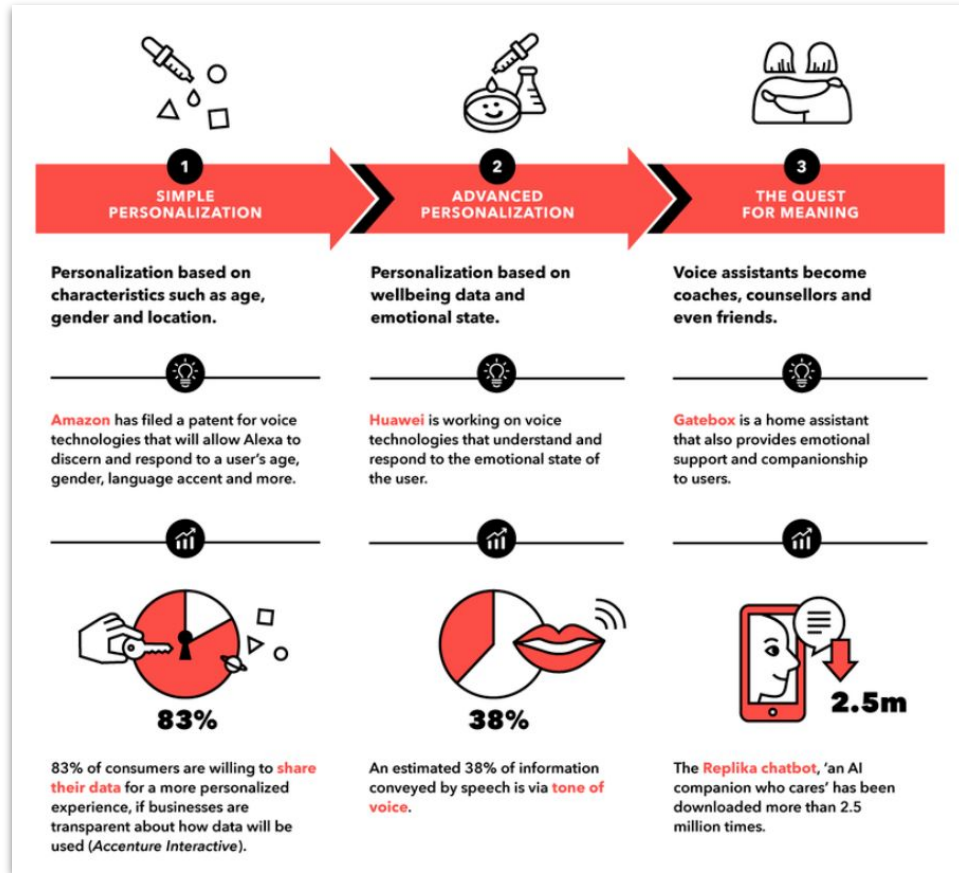 1
SIMPLE
PERSONALIZATION
Personalization based on
characteristics such as age,
gender and location.
Amazon has filed a patent for voice
technologies that will allow Alexa to
discern and respond to a user's age,
gender, language accent and more.
83%
83% of consumers are willing to share
their data for a more personalized
experience, if businesses are
transparent about how data will be
used (Accenture Interactive).
2
ADVANCED
PERSONALIZATION
Personalization based on
wellbeing data and
emotional state.
Huawei is working on voice
technologies that understand and
respond to the emotional state of
the user.
38%
An estimated 38% of information
conveyed by speech is via tone of
voice.
3
THE QUEST
FOR MEANING
Voice assistants become
coaches, counsellors and
even friends.
Gatebox is a home assistant
that also provides emotional
support and companionship
to users.
2.5m
The Replika chatbot, 'an AI
companion who cares' has been
downloaded more than 2.5
million times.